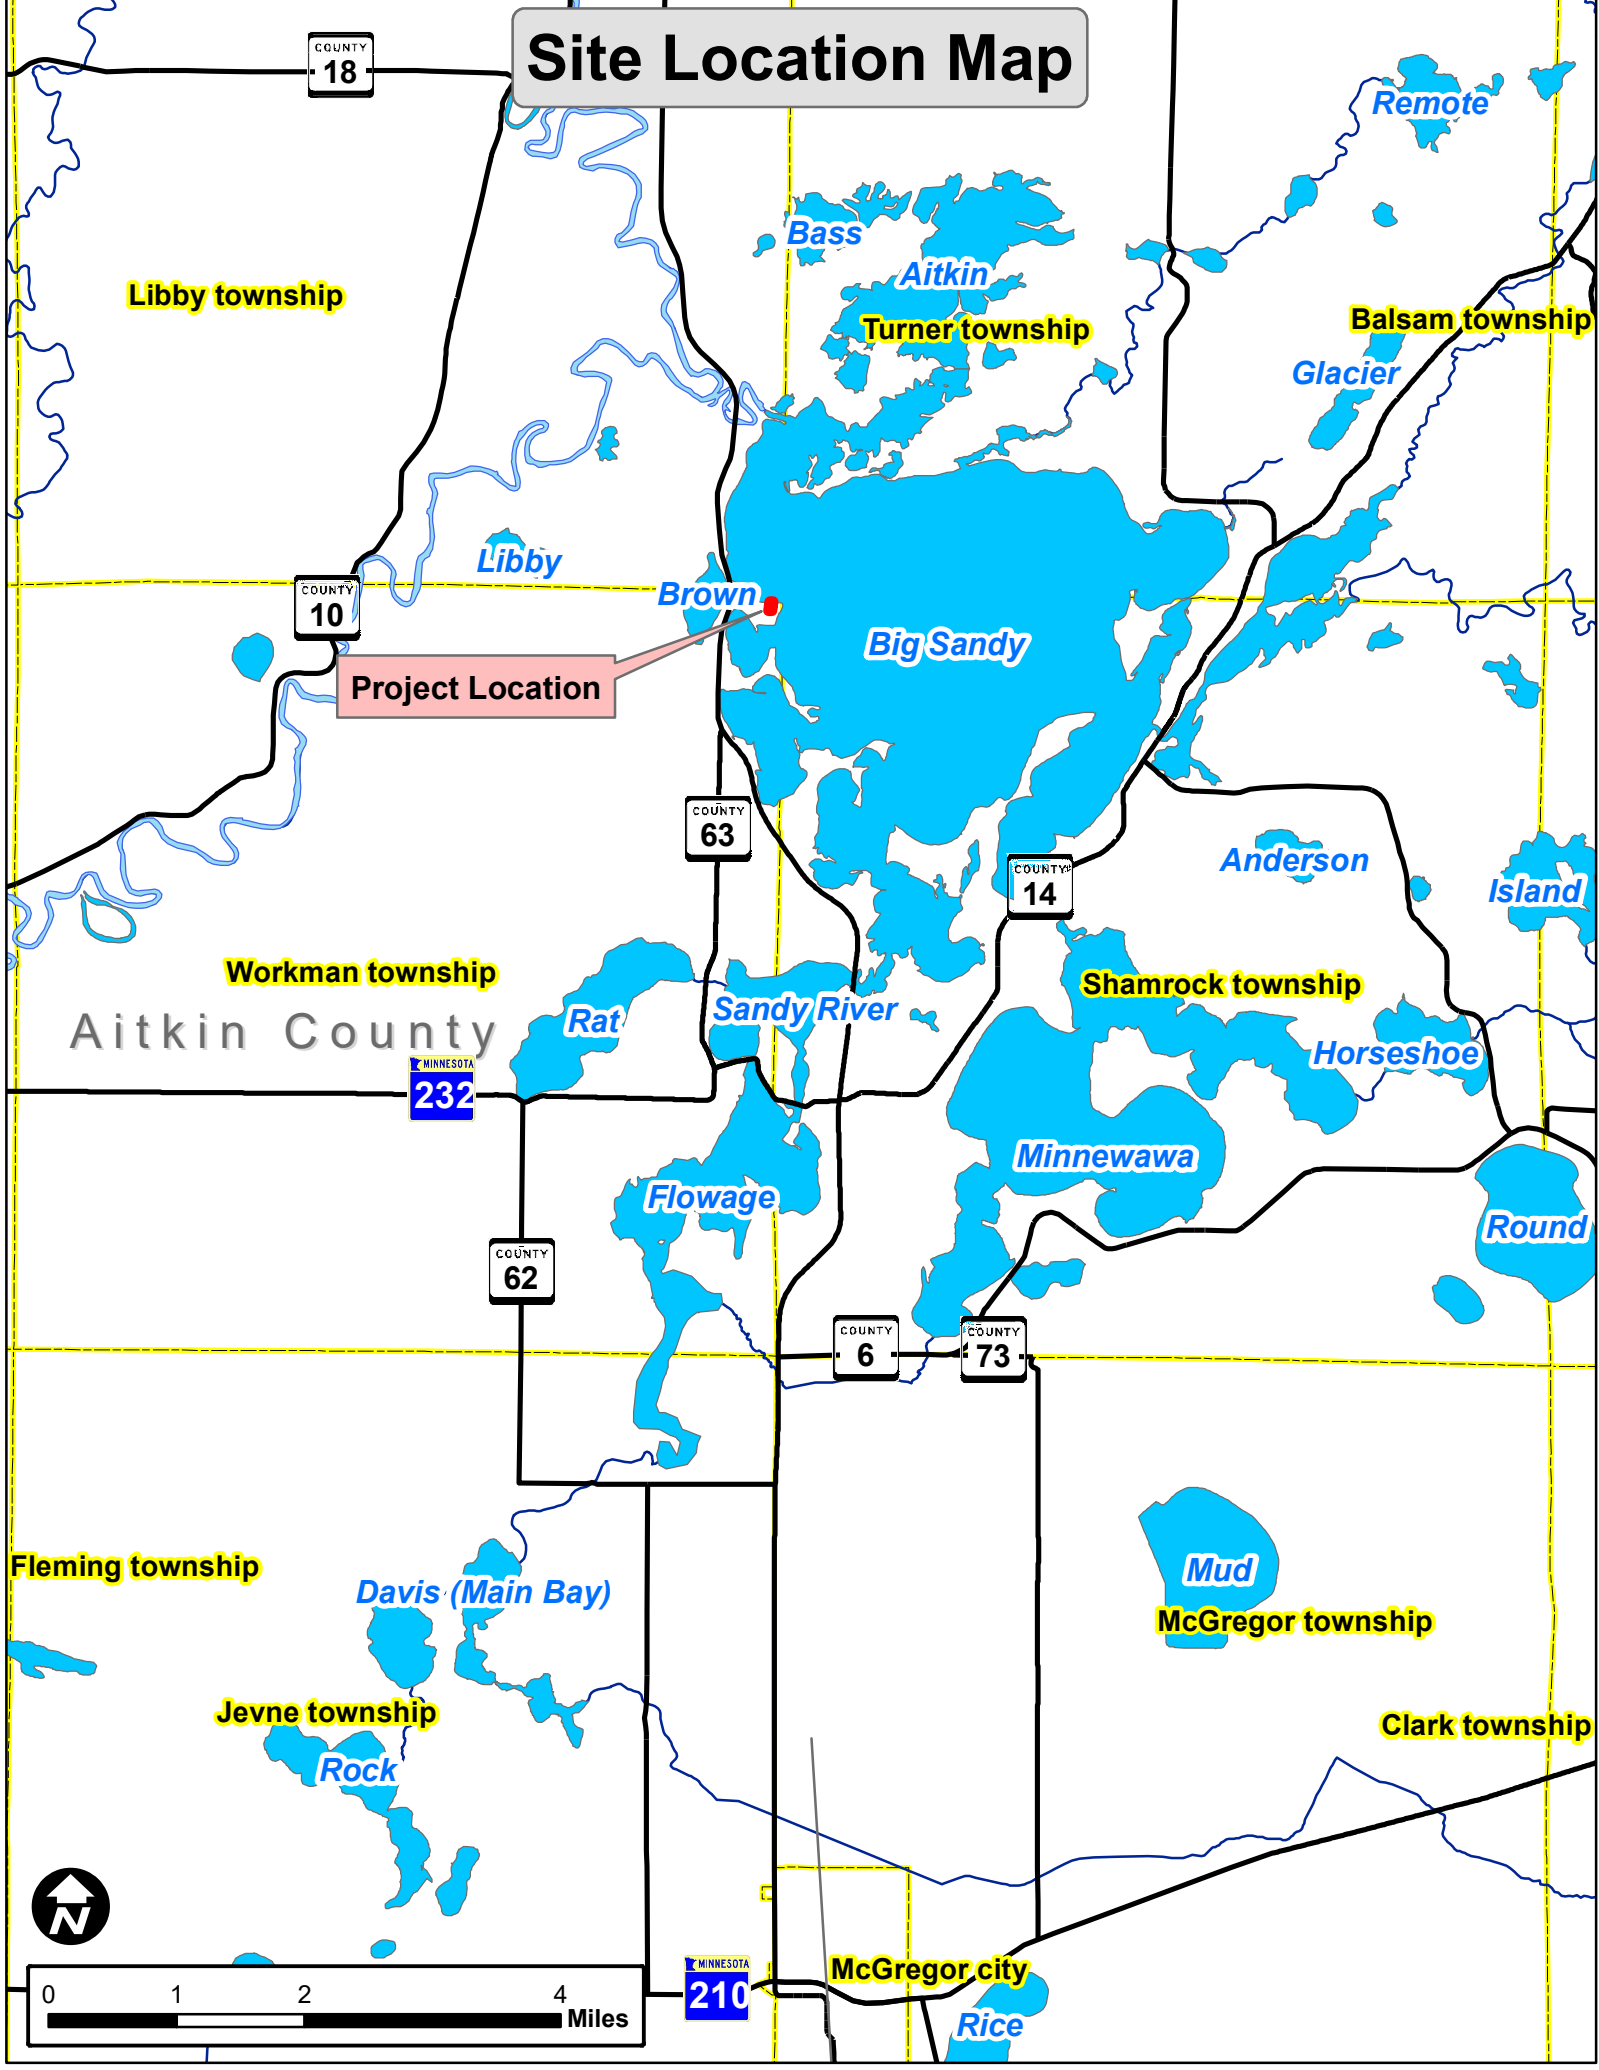 Site Location Map
COUNTY
18
Remote
Bass
Aitkin
Libby township
Turner township
Balsam township
Glacier
Libby
Brown
COUNTY
10
Big Sandy
Project Location
COUNTY
63
COUNTY
14
Anderson
Island
Workman township
Shamrock township
Sandy River
Rat
Aitkin County
Horseshoe
MINNESOTA
232
Minnewawa
Flowage
Round
COUNTY
62
COUNTY
6
COUNTY
73
Fleming township
Davis (Main Bay)
Mud
McGregor township
Jevne township
Clark township
Rock
N
MINNESOTA
210
McGregor city
Rice
0 1 2 4
Miles